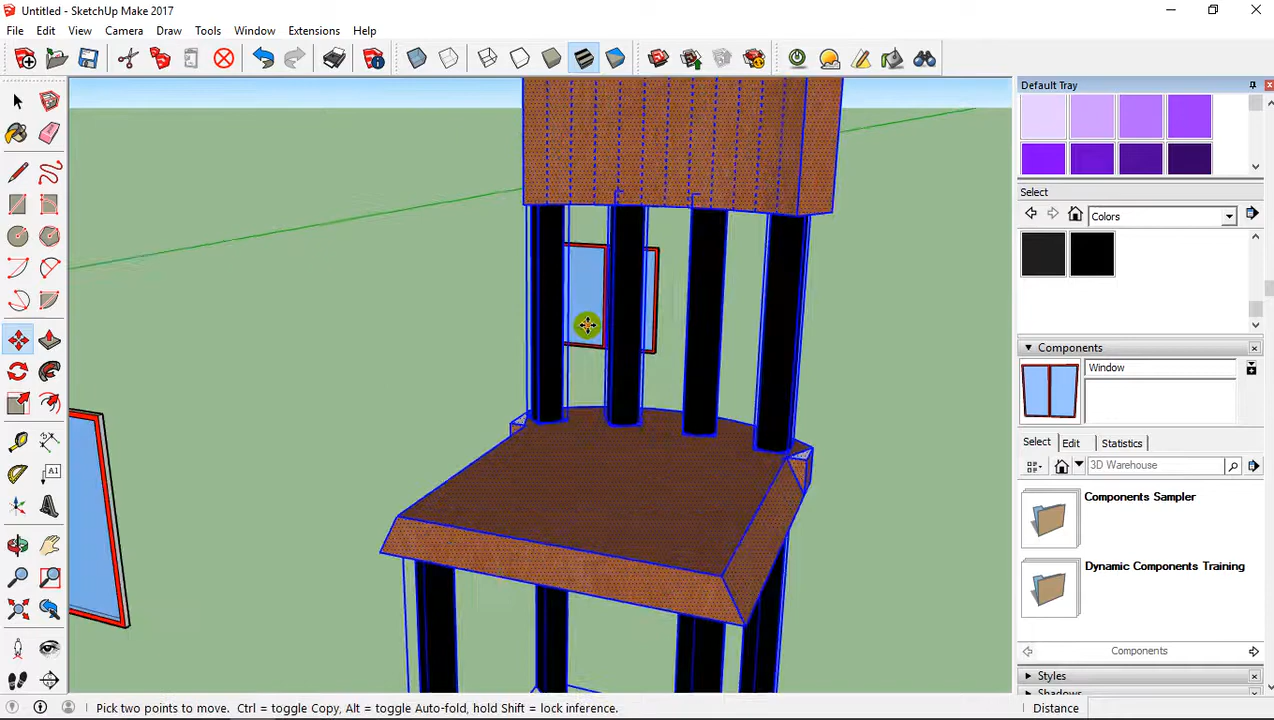 Untitled - SketchUp Make 2017
File Edit View Camera Draw Tools Window Extensions Help
Default Tray
Select
Colors
Components
Window
Select Edit Statistics
3D Warehouse
Components Sampler
Dynamic Components Training
Components
Styles
Shadows
Pick two points to move. Ctrl = toggle Copy, Alt = toggle Auto-fold, hold Shift = lock inference.
Distance